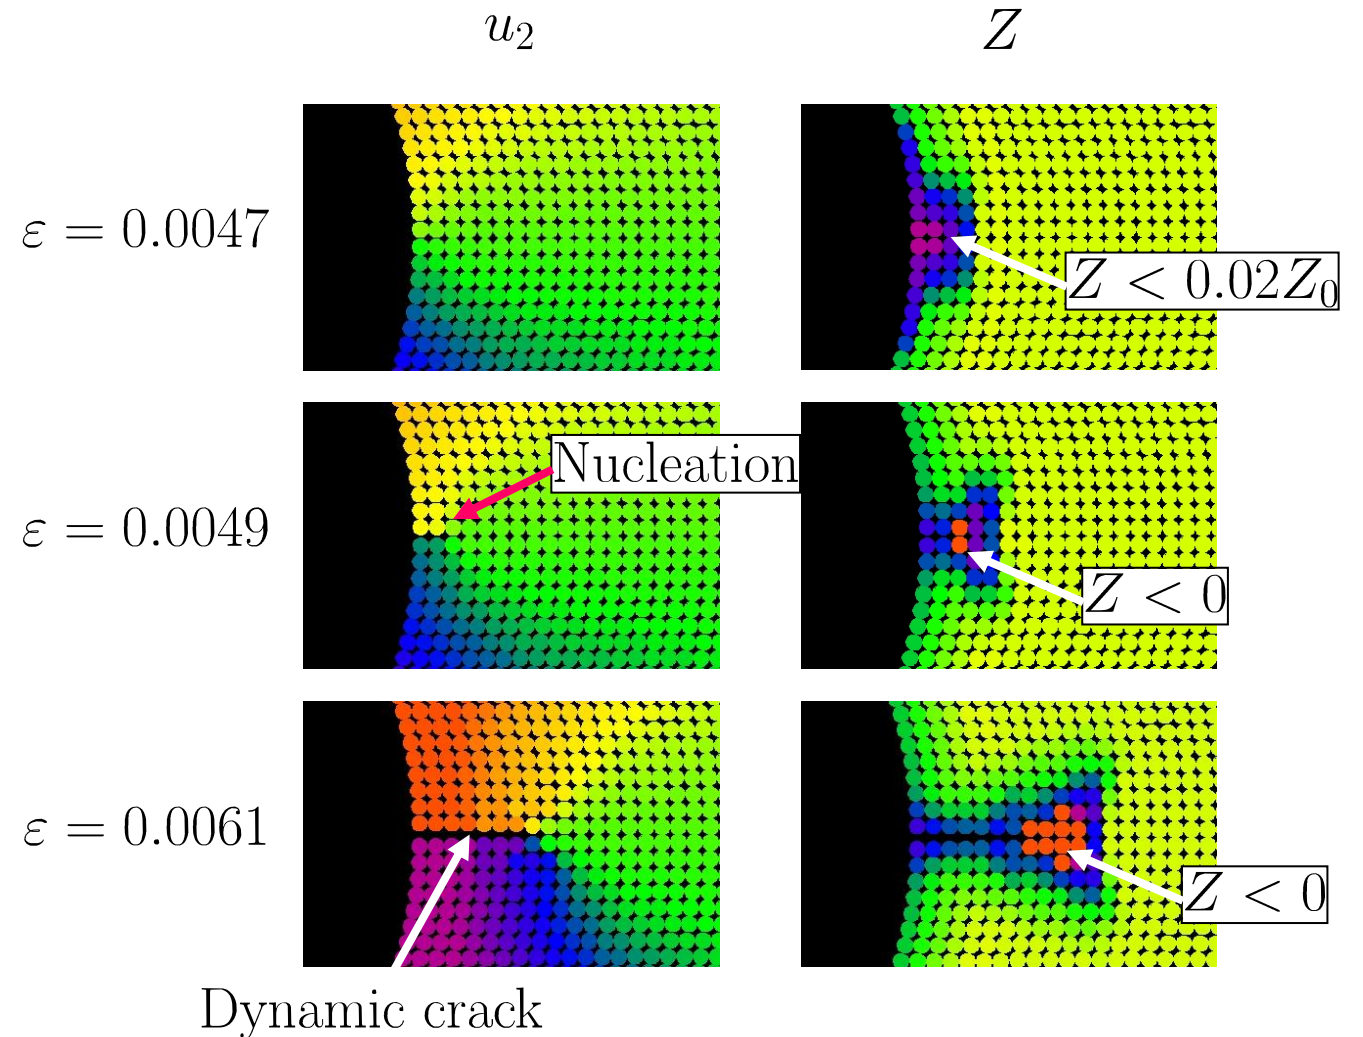 u₂
Z
ε = 0.0047
Z < 0.02Z₀
Nucleation
ε = 0.0049
Z < 0
ε = 0.0061
Z < 0
Dynamic crack